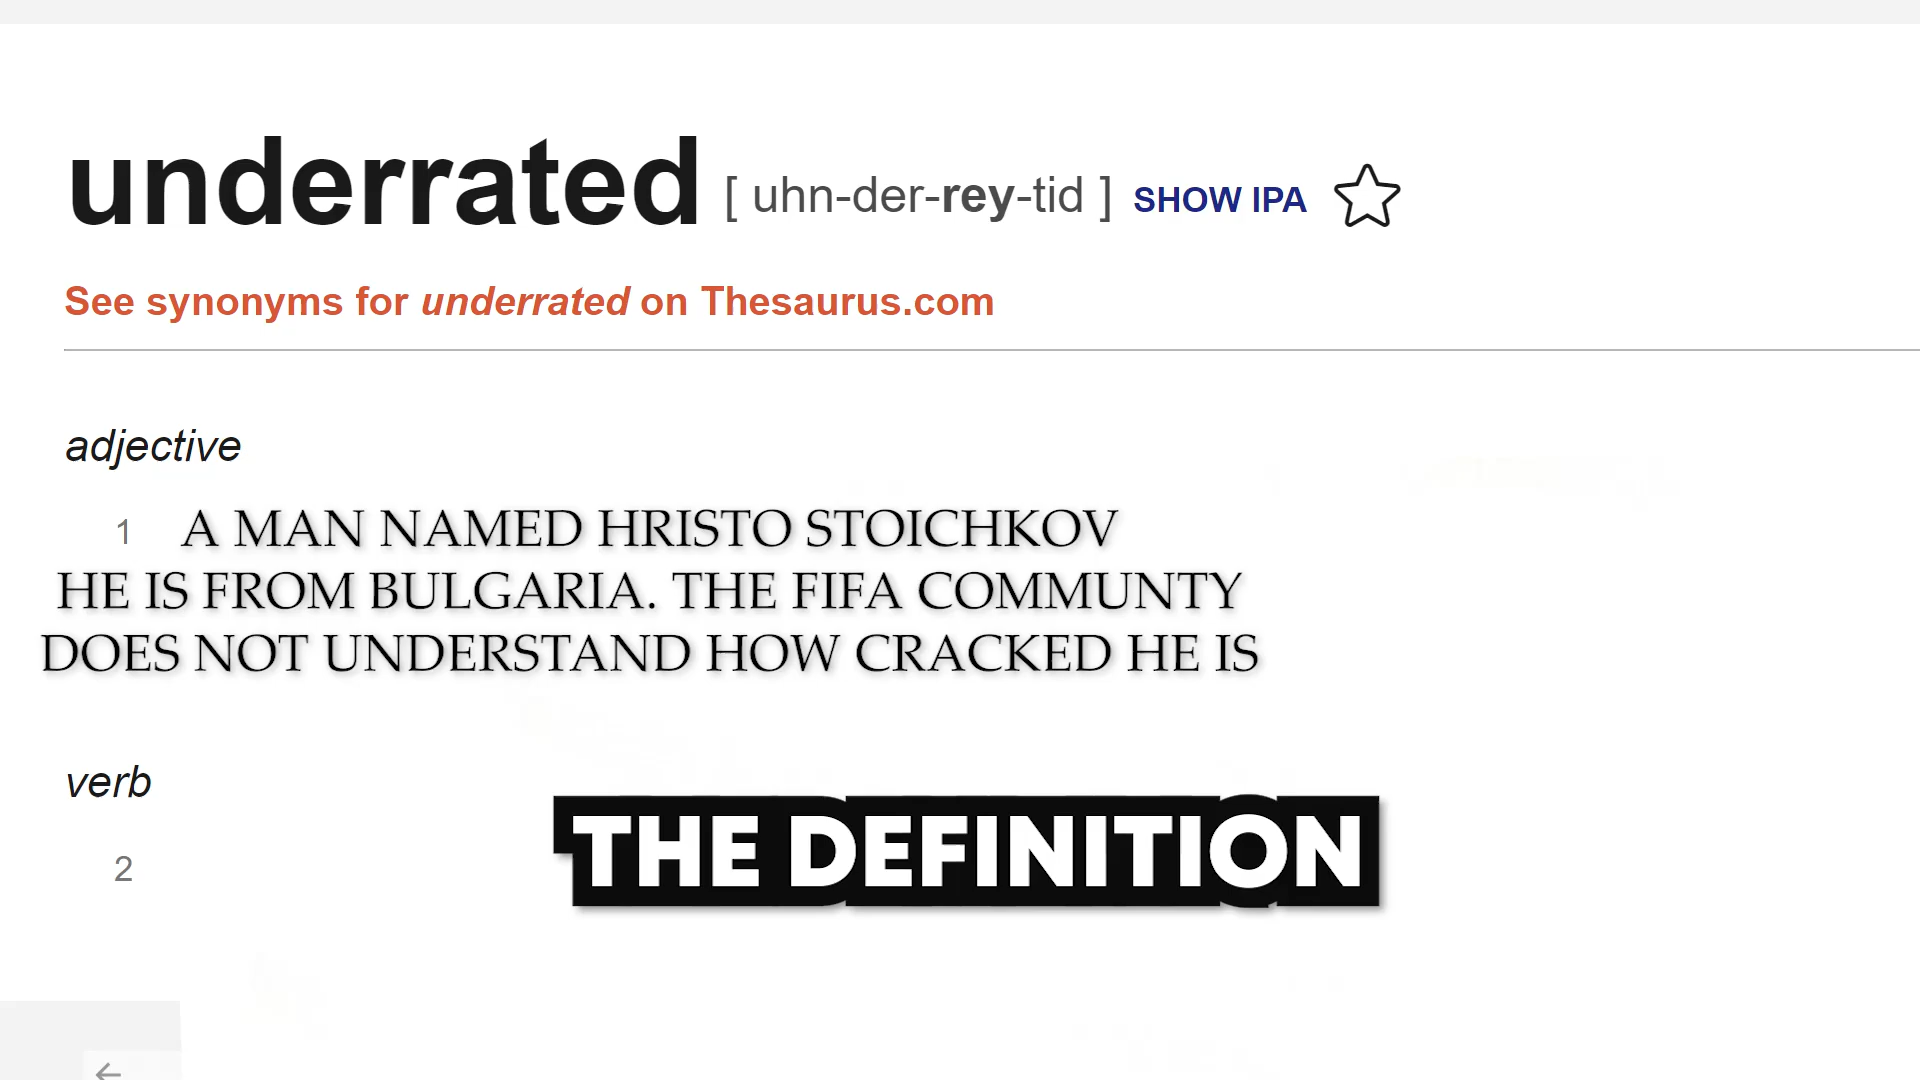 underrated [ uhn-der-rey-tid ] SHOW IPA
See synonyms for underrated on Thesaurus.com
adjective
1 A MAN NAMED HRISTO STOICHKOV
HE IS FROM BULGARIA. THE FIFA COMMUNTY
DOES NOT UNDERSTAND HOW CRACKED HE IS
verb
THE DEFINITION
2